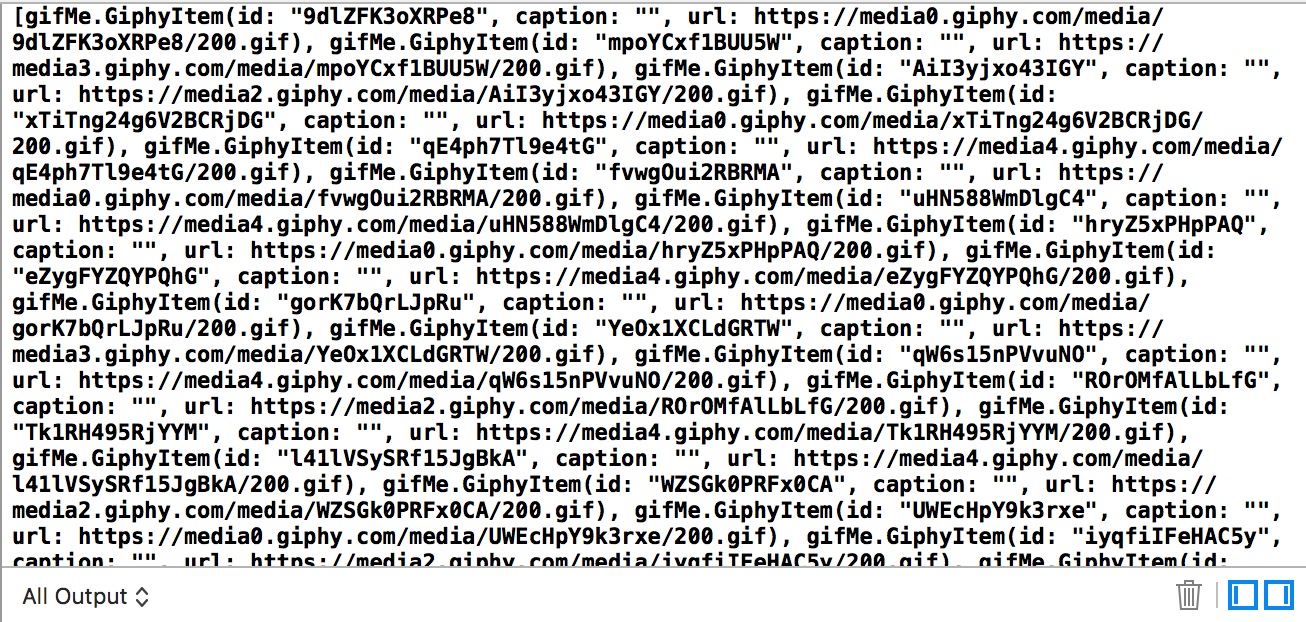 [gifMe.GiphyItem(id: "9dlZFK3oXRPe8", caption: "", url: https://media0.giphy.com/media/
9dlZFK3oXRPe8/200.gif), gifMe.GiphyItem(id: "mpoYCxf1BUU5W", caption: "", url: https://
media3.giphy.com/media/mpoYCxf1BUU5W/200.gif), gifMe.GiphyItem(id: "AiI3yjxo43IGY", caption: "",
url: https://media2.giphy.com/media/AiI3yjxo43IGY/200.gif), gifMe.GiphyItem(id:
"xTiTng24g6V2BCRjDG", caption: "", url: https://media0.giphy.com/media/xTiTng24g6V2BCRjDG/
200.gif), gifMe.GiphyItem(id: "qE4ph7Tl9e4tG", caption: "", url: https://media4.giphy.com/media/
qE4ph7Tl9e4tG/200.gif), gifMe.GiphyItem(id: "fvwgOui2RBRMA", caption: "", url: https://
media0.giphy.com/media/fvwgOui2RBRMA/200.gif), gifMe.GiphyItem(id: "uHN588WmDlgC4", caption: "",
url: https://media4.giphy.com/media/uHN588WmDlgC4/200.gif), gifMe.GiphyItem(id: "hryZ5xPHpPAQ",
caption: "", url: https://media0.giphy.com/media/hryZ5xPHpPAQ/200.gif), gifMe.GiphyItem(id:
"eZygFYZQYPQhG", caption: "", url: https://media4.giphy.com/media/eZygFYZQYPQhG/200.gif),
gifMe.GiphyItem(id: "gorK7bQrLJpRu", caption: "", url: https://media0.giphy.com/media/
gorK7bQrLJpRu/200.gif), gifMe.GiphyItem(id: "YeOx1XCLdGRTW", caption: "", url: https://
media3.giphy.com/media/YeOx1XCLdGRTW/200.gif), gifMe.GiphyItem(id: "qW6s15nPVvuNO", caption: "",
url: https://media4.giphy.com/media/qW6s15nPVvuNO/200.gif), gifMe.GiphyItem(id: "ROrOMfAlLbLfG",
caption: "", url: https://media2.giphy.com/media/ROrOMfAlLbLfG/200.gif), gifMe.GiphyItem(id:
"Tk1RH495RjYYM", caption: "", url: https://media4.giphy.com/media/Tk1RH495RjYYM/200.gif),
gifMe.GiphyItem(id: "l41lVSySRf15JgBkA", caption: "", url: https://media4.giphy.com/media/
l41lVSySRf15JgBkA/200.gif), gifMe.GiphyItem(id: "WZSGk0PRFx0CA", caption: "", url: https://
media2.giphy.com/media/WZSGk0PRFx0CA/200.gif), gifMe.GiphyItem(id: "UWEcHpY9k3rxe", caption: "",
url: https://media0.giphy.com/media/UWEcHpY9k3rxe/200.gif), gifMe.GiphyItem(id: "iyqfiIFeHAC5y",
caption: "", url: https://media2.giphy.com/media/iyqfiIFeHAC5y/200.gif), gifMe.GiphyItem(id:
All Output